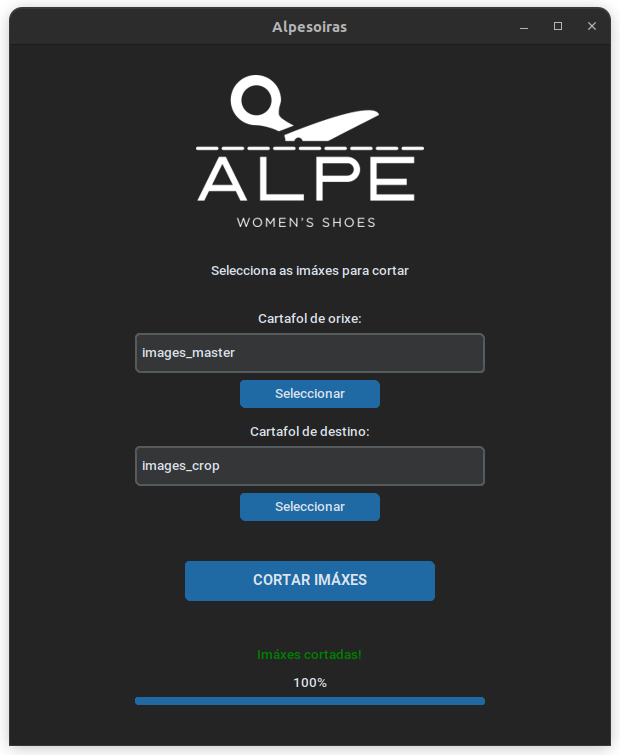 Alpesoiras
ALPE
WOMEN'S SHOES
Selecciona as imáxes para cortar
Cartafol de orixe:
images_master
Seleccionar
Cartafol de destino:
images_crop
Seleccionar
CORTAR IMÁXES
Imáxes cortadas!
100%